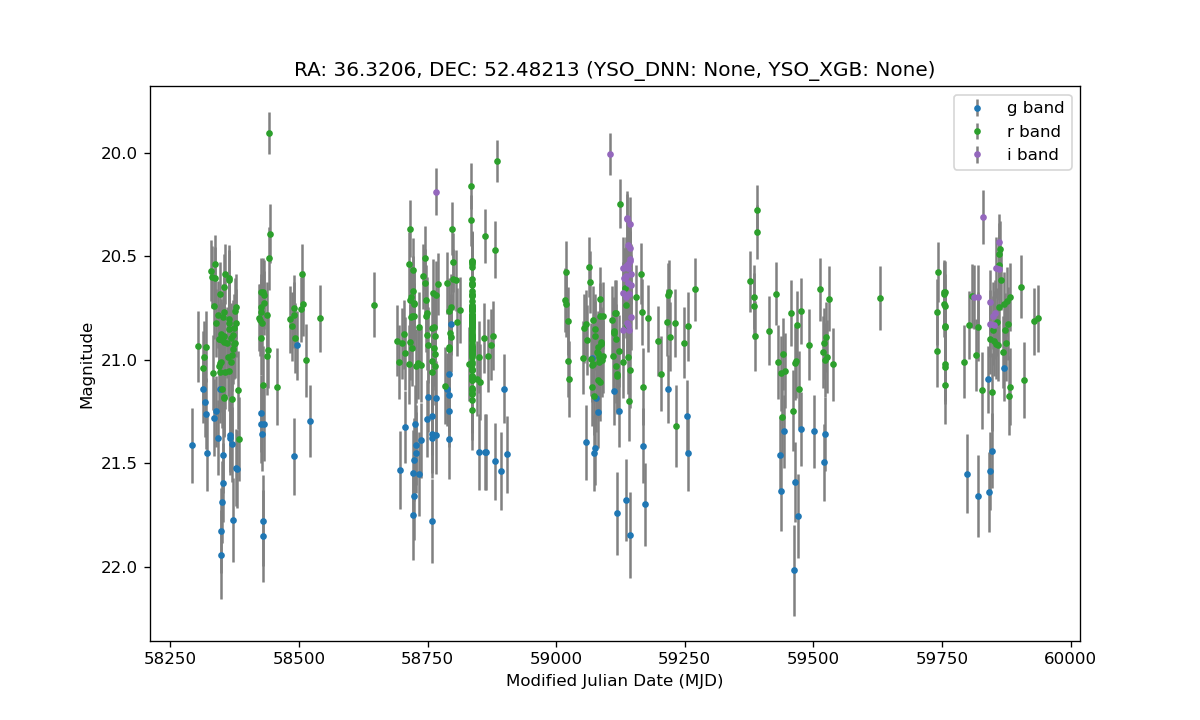 RA: 36.3206, DEC: 52.48213 (YSO_DNN: None, YSO_XGB: None)
g band
r band
i band
Magnitude
20.0
20.5
21.0
21.5
22.0
58250 58500 58750 59000 59250 59500 59750 60000
Modified Julian Date (MJD)